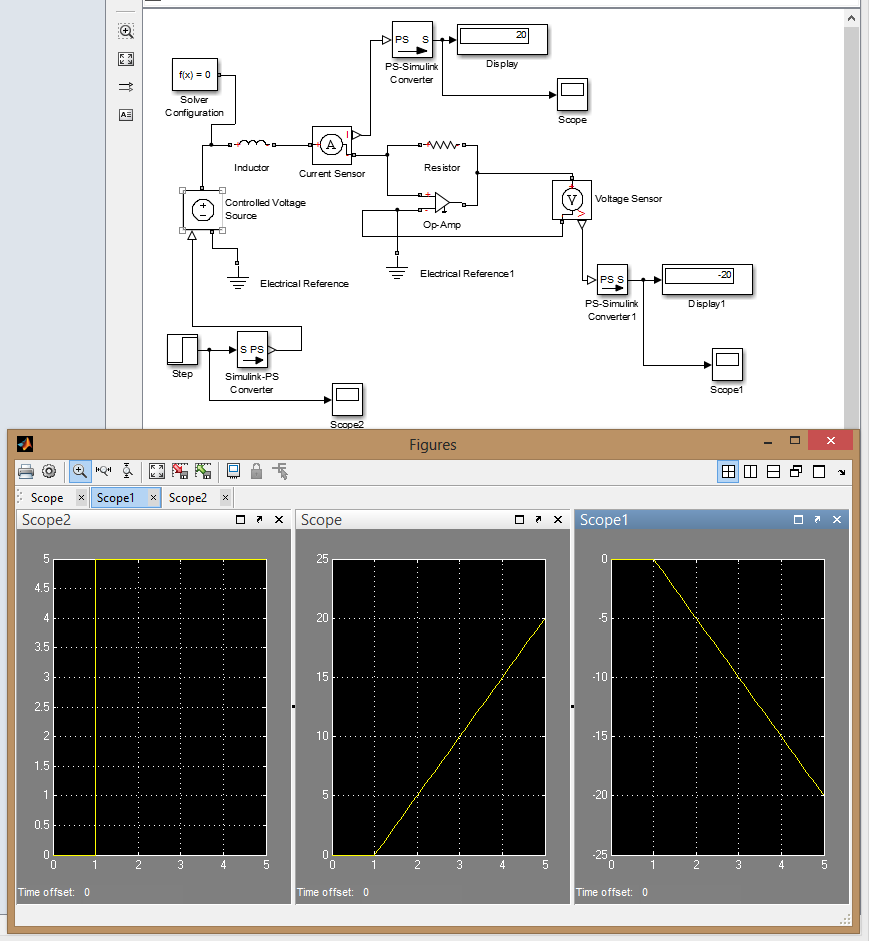 PS S
20
PS-Simulink
Converter
Display
f(x) = 0
Solver
Configuration
Scope
I
A
+
+
Inductor
Current Sensor
+
Resistor
+
-
Op-Amp
Controlled Voltage
Source
V
Voltage Sensor
Electrical Reference
Electrical Reference1
PS S
-20
PS-Simulink
Converter1
Display1
Step
S PS
Simulink-PS
Converter
Scope1
Scope2
Figures
Scope
Scope1
Scope2
Scope2
Scope
Scope1
5
4.5
4
3.5
3
2.5
2
1.5
1
0.5
0
0 1 2 3 4 5
Time offset: 0
25
20
15
10
5
0
0 1 2 3 4 5
Time offset: 0
0
-5
-10
-15
-20
-25
0 1 2 3 4 5
Time offset: 0